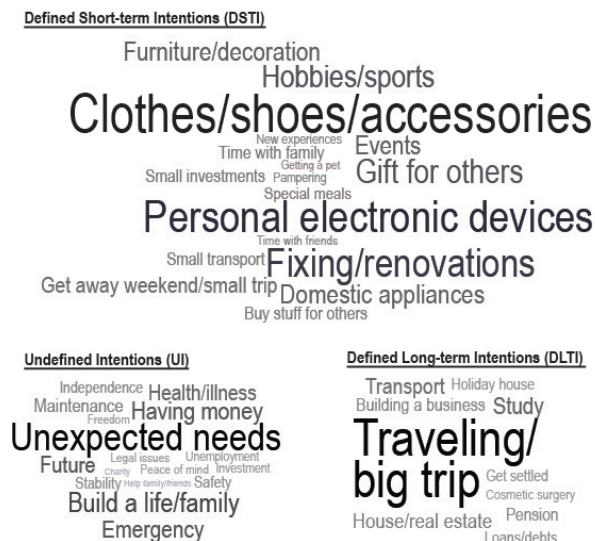 Defined Short-term Intentions (DSTI)
Furniture/decoration
Hobbies/sports
Clothes/shoes/accessories
New experiences
Events
Time with family
Getting a pet
Gift for others
Small investments
Pampering
Special meals
Personal electronic devices
Time with friends
Small transport
Fixing/renovations
Get away weekend/small trip
Domestic appliances
Buy stuff for others
Undefined Intentions (UI)
Independence
Health/illness
Maintenance
Having money
Freedom
Unexpected needs
Legal issues
Unemployment
Future
Charity
Peace of mind
Investment
Stability
Help family/friends
Safety
Build a life/family
Emergency
Defined Long-term Intentions (DLTI)
Transport
Holiday house
Building a business
Study
Traveling/
big trip
Get settled
Cosmetic surgery
Pension
House/real estate
Loans/debts